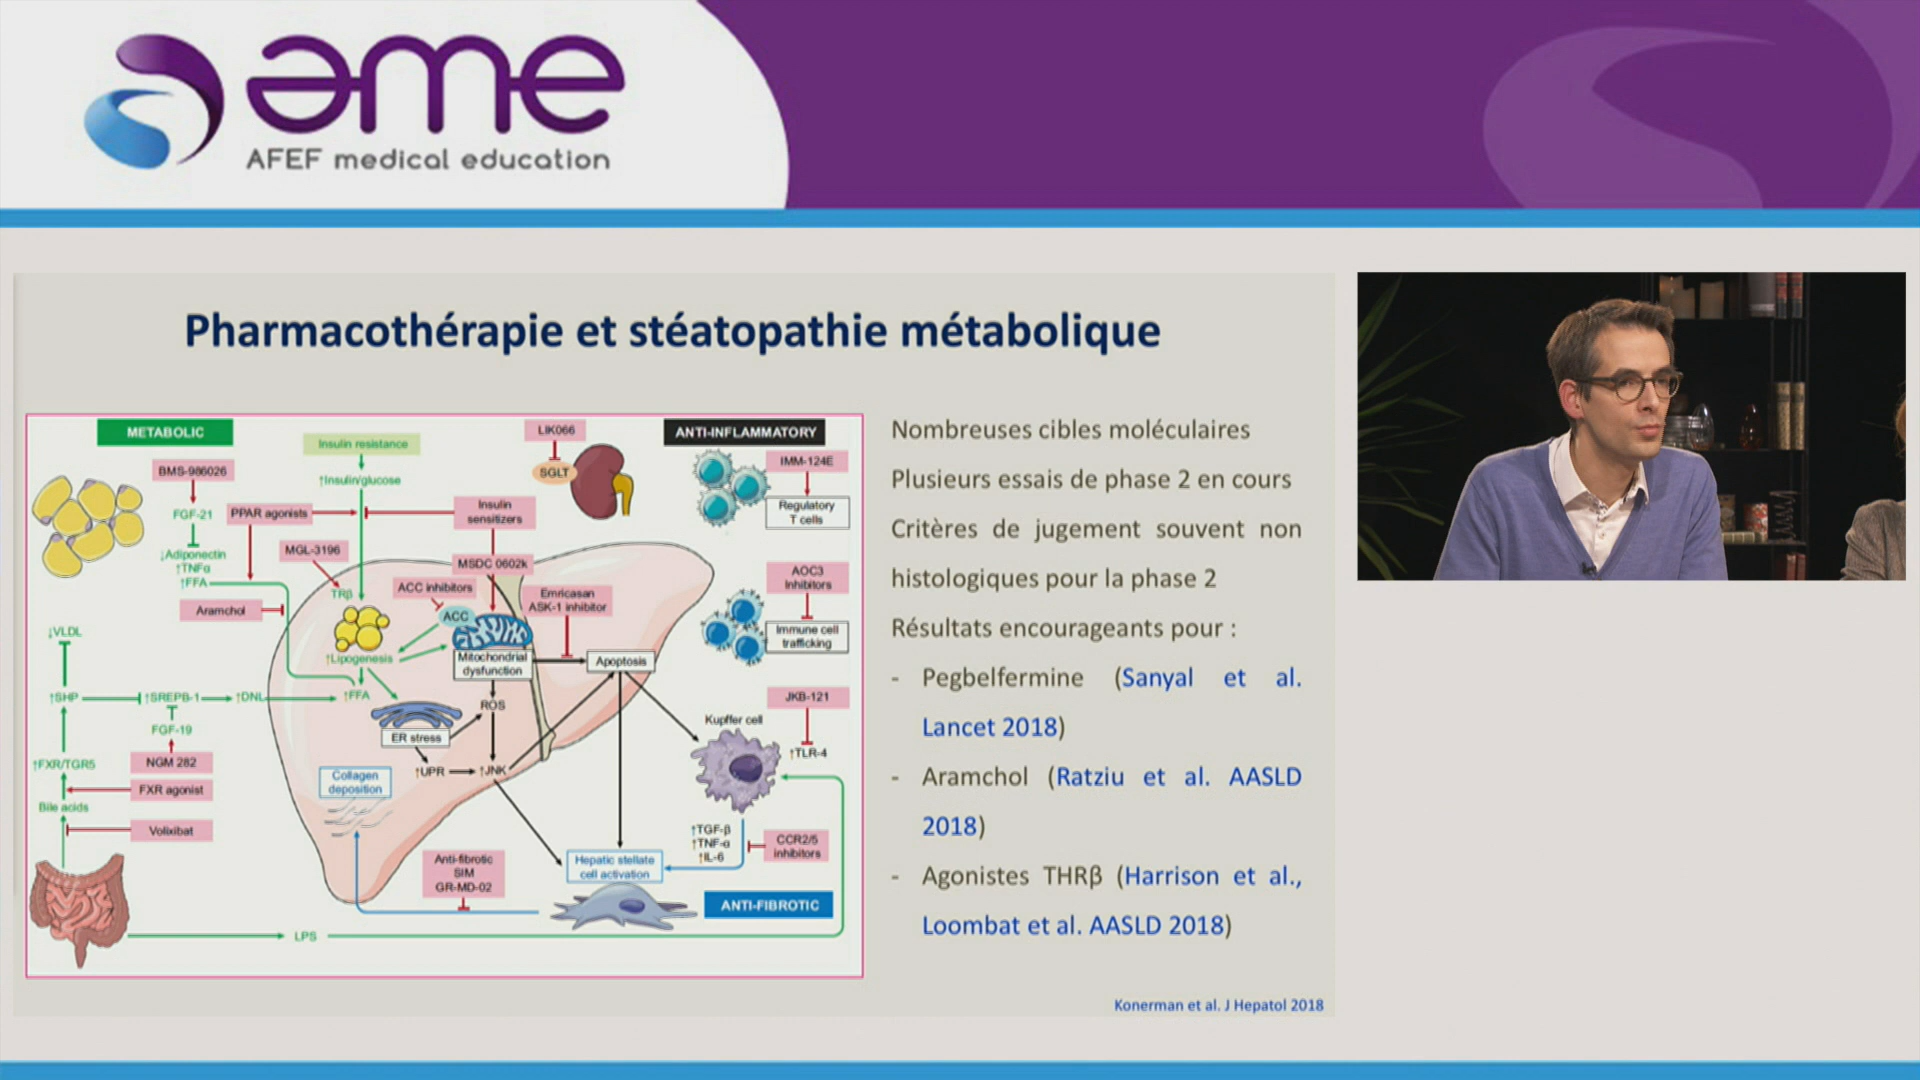 ame
AFEF medical education
Pharmacothérapie et stéatopathie métabolique
METABOLIC
Insulin resistance
LIK066
ANTI-INFLAMMATORY
BMS-986026
SGLT
IMM-124E
↑Insulin/glucose
FGF-21
PPAR agonists
Insulin
sensitizers
Regulatory
T cells
↓Adiponectin
↑TNFα
↑FFA
MGL-3196
MSDC 0602k
AOC3
Inhibitors
TRβ
ACC inhibitors
Emricasan
ASK-1 inhibitor
Aramchol
ACC
↓VLDL
Immune cell
trafficking
↑Lipogenesis
Mitochondrial
dysfunction
Apoptosis
↑SHP
↑SREPB-1
↑DNL
↑FFA
ROS
JKB-121
FGF-19
ER stress
Kupffer cell
↑TLR-4
↑FXR/TGR5
NGM 282
↑UPR
↑JNK
Collagen
deposition
FXR agonist
Bile acids
Volixibat
↑TGF-β
↑TNF-α
↑IL-6
CCR2/5
inhibitors
Anti-fibrotic
SIM
GR-MD-02
Hepatic stellate
cell activation
ANTI-FIBROTIC
LPS
Nombreuses cibles moléculaires
Plusieurs essais de phase 2 en cours
Critères de jugement souvent non
histologiques pour la phase 2
Résultats encourageants pour :
- Pegbelfermine (Sanyal et al.
Lancet 2018)
- Aramchol (Ratziu et al. AASLD
2018)
- Agonistes THRβ (Harrison et al.,
Loombat et al. AASLD 2018)
Konerman et al. J Hepatol 2018